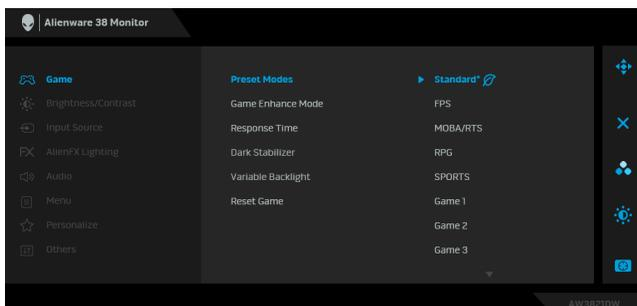 Alienware 38 Monitor
Game
Brightness/Contrast
Input Source
AlienFX Lighting
Audio
Menu
Personalize
Others
Preset Modes
Game Enhance Mode
Response Time
Dark Stabilizer
Variable Backlight
Reset Game
Standard*
FPS
MOBA/RTS
RPG
SPORTS
Game 1
Game 2
Game 3
AW3821DW